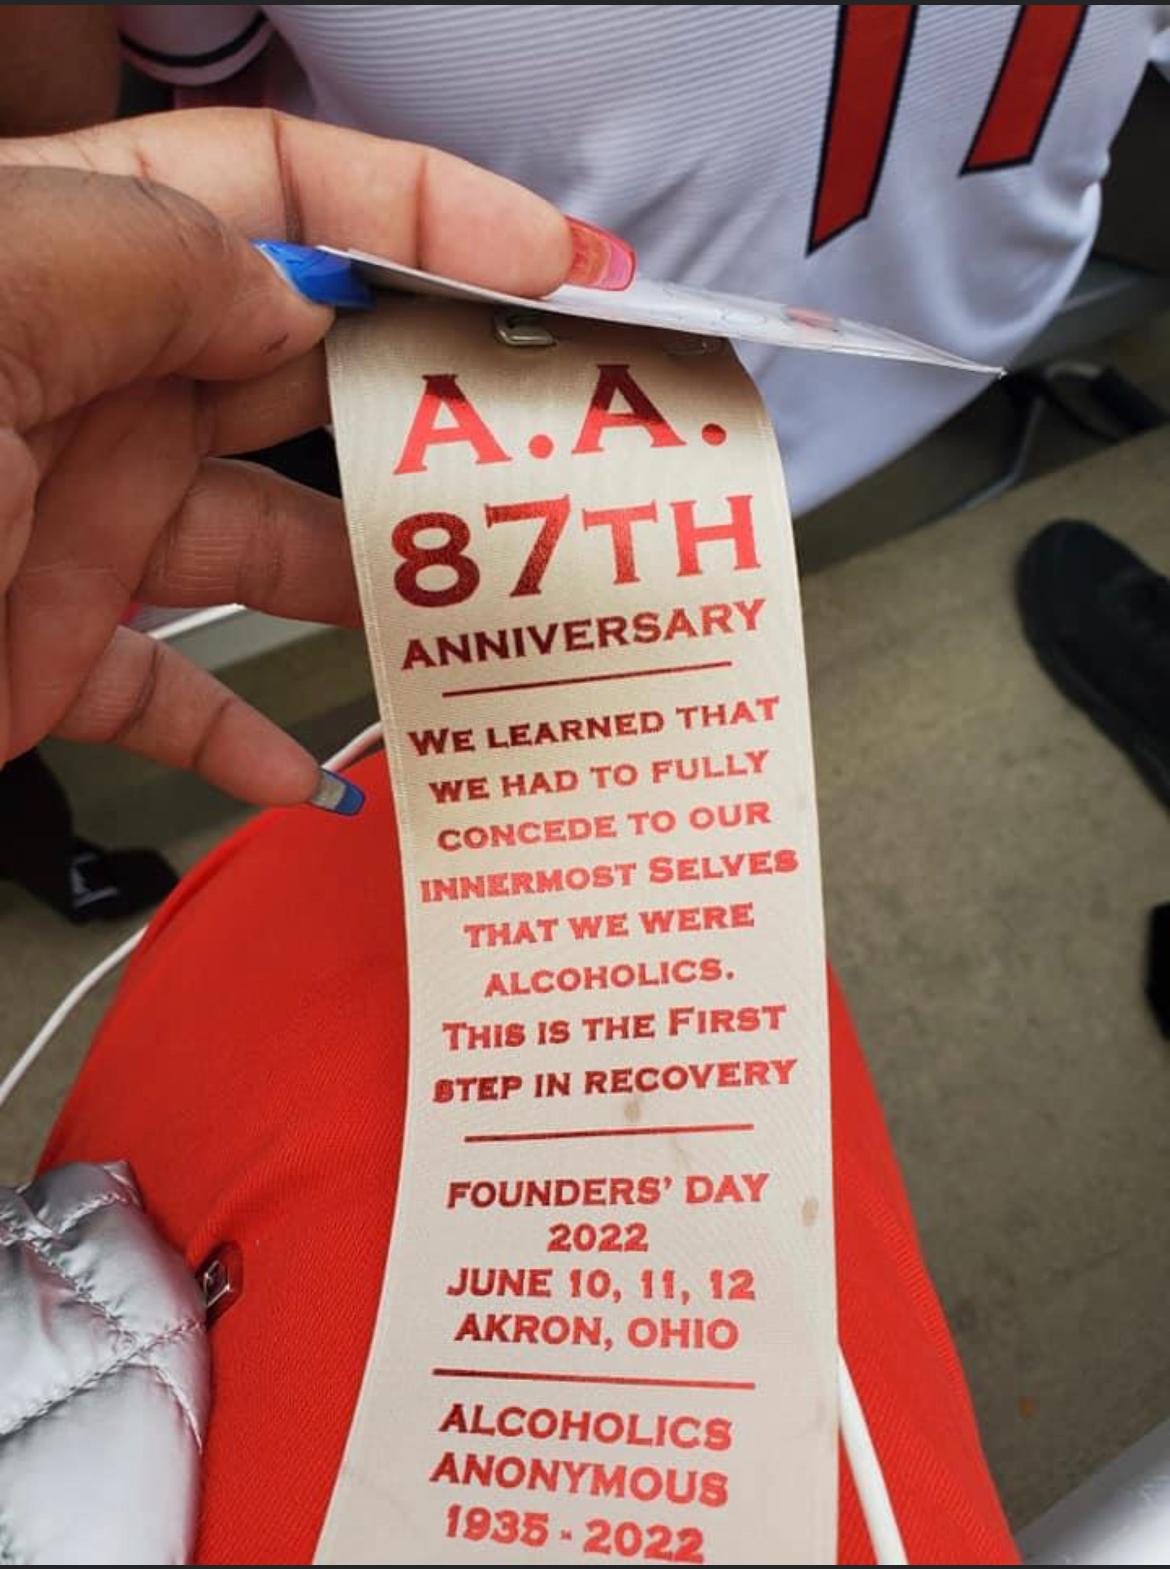 A.A.
87TH
ANNIVERSARY
WE LEARNED THAT
WE HAD TO FULLY
CONCEDE TO OUR
INNERMOST SELVES
THAT WE WERE
ALCOHOLICS.
THIS IS THE FIRST
STEP IN RECOVERY
FOUNDERS' DAY
2022
JUNE 10, 11, 12
AKRON, OHIO
ALCOHOLICS
ANONYMOUS
1935 - 2022